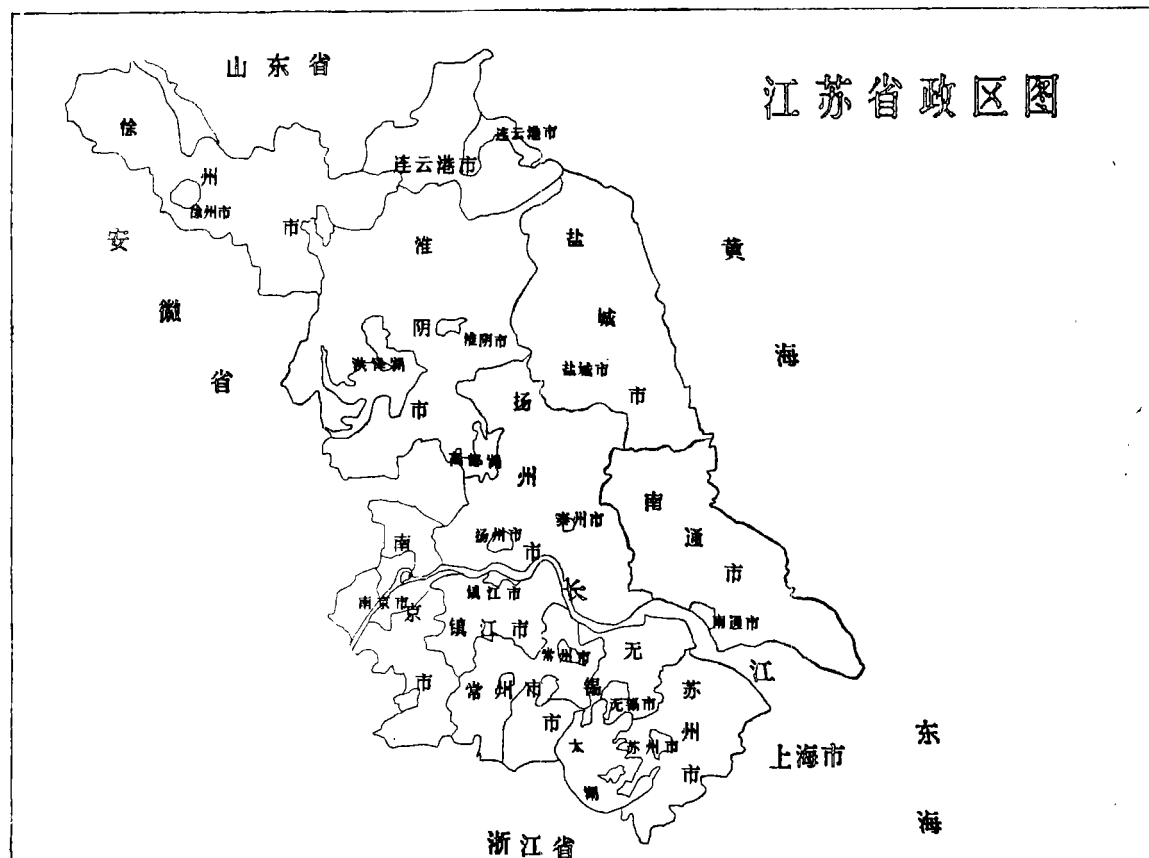 江苏省政区图
山东省
安徽省
黄海
东海
浙江省
上海市
徐州市
徐州市
连云港市
连云港市
淮阴市
淮阴市
盐城市
盐城市
洪泽湖
高邮湖
扬州市
扬州市
泰州市
南通市
南通市
南京市
南京市
镇江市
镇江市
长江
常州市
常州市
无锡市
无锡市
苏州市
苏州市
太湖